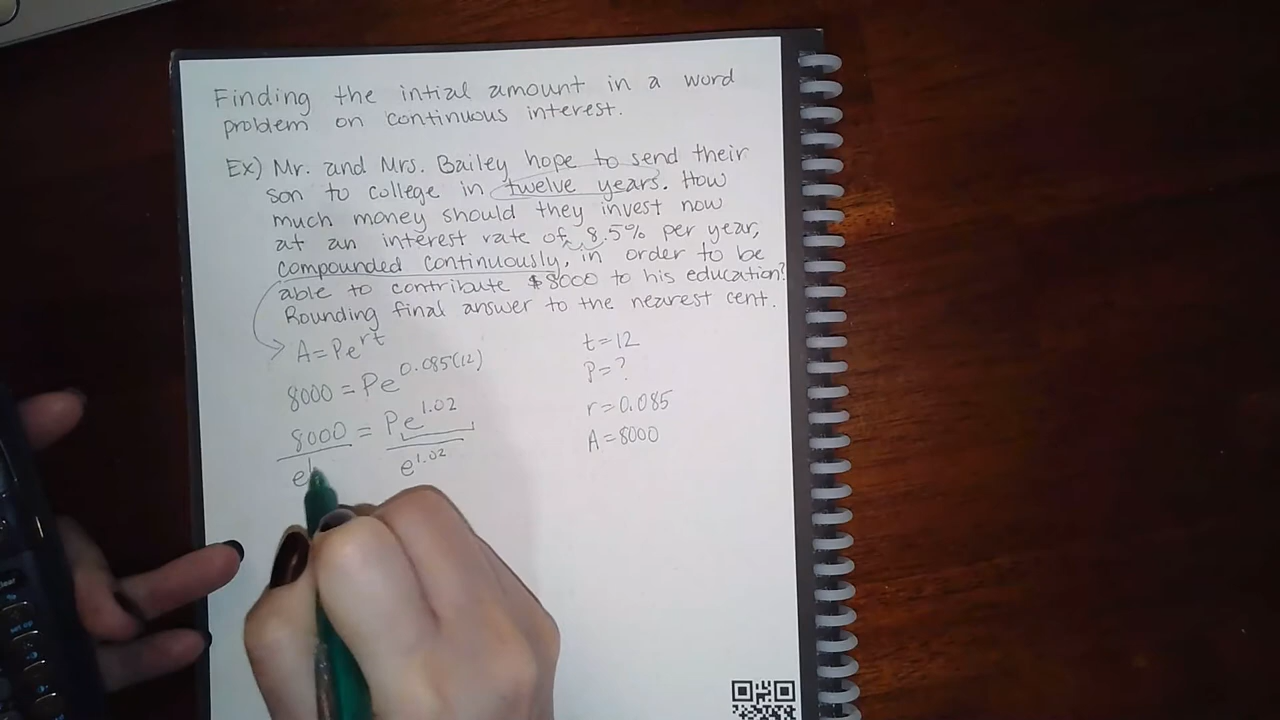 Finding the intial amount in a word
problem on continuous interest.
Ex) Mr. and Mrs. Bailey hope to send their
son to college in twelve years. How
much money should they invest now
at an interest rate of 8.5% per year,
compounded continuously, in order to be
able to contribute $8000 to his education?
Rounding final answer to the nearest cent.
A=Pe^rt
8000 = Pe^0.085(12)
8000 = Pe^1.02
e^1 e^1.02
t=12
P=?
r=0.085
A=8000